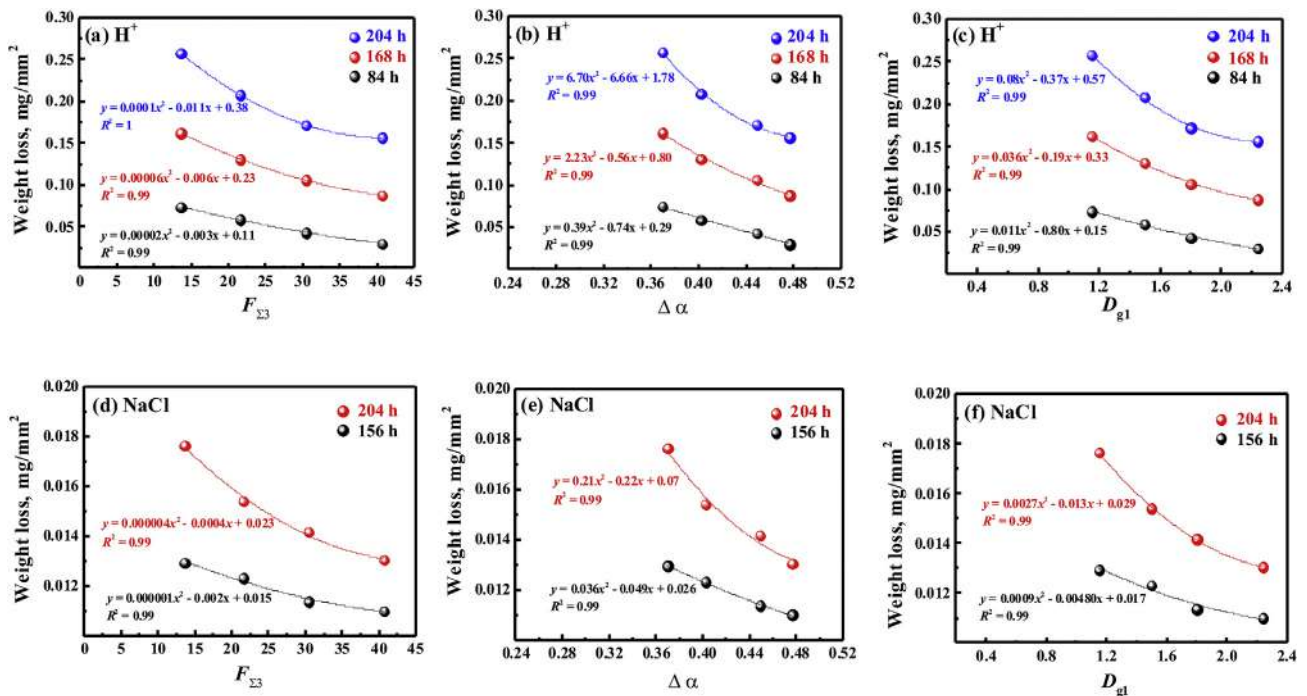 (a) H⁺
204 h
168 h
84 h
y = 0.0001x² - 0.011x + 0.38
R² = 1
y = 0.00006x² - 0.006x + 0.23
R² = 0.99
y = 0.00002x² - 0.003x + 0.11
R² = 0.99
Weight loss, mg/mm²
0.30
0.25
0.20
0.15
0.10
0.05
0 5 10 15 20 25 30 35 40 45
F_Σ3
(b) H⁺
204 h
168 h
84 h
y = 6.70x² - 6.66x + 1.78
R² = 0.99
y = 2.23x² - 0.56x + 0.80
R² = 0.99
y = 0.39x² - 0.74x + 0.29
R² = 0.99
Weight loss, mg/mm²
0.30
0.25
0.20
0.15
0.10
0.05
0.24 0.28 0.32 0.36 0.40 0.44 0.48 0.52
Δ α
(c) H⁺
204 h
168 h
84 h
y = 0.08x² - 0.37x + 0.57
R² = 0.99
y = 0.036x² - 0.19x + 0.33
R² = 0.99
y = 0.011x² - 0.80x + 0.15
R² = 0.99
Weight loss, mg/mm²
0.30
0.25
0.20
0.15
0.10
0.05
0.4 0.8 1.2 1.6 2.0 2.4
D_g1
(d) NaCl
204 h
156 h
y = 0.000004x² - 0.0004x + 0.023
R² = 0.99
y = 0.000001x² - 0.002x + 0.015
R² = 0.99
Weight loss, mg/mm²
0.020
0.018
0.016
0.014
0.012
0 5 10 15 20 25 30 35 40 45
F_Σ3
(e) NaCl
204 h
156 h
y = 0.21x² - 0.22x + 0.07
R² = 0.99
y = 0.036x² - 0.049x + 0.026
R² = 0.99
Weight loss, mg/mm²
0.020
0.018
0.016
0.014
0.012
0.24 0.28 0.32 0.36 0.40 0.44 0.48 0.52
Δ α
(f) NaCl
204 h
156 h
y = 0.0027x² - 0.013x + 0.029
R² = 0.99
y = 0.0009x² - 0.00480x + 0.017
R² = 0.99
Weight loss, mg/mm²
0.020
0.018
0.016
0.014
0.012
0.4 0.8 1.2 1.6 2.0 2.4
D_g1